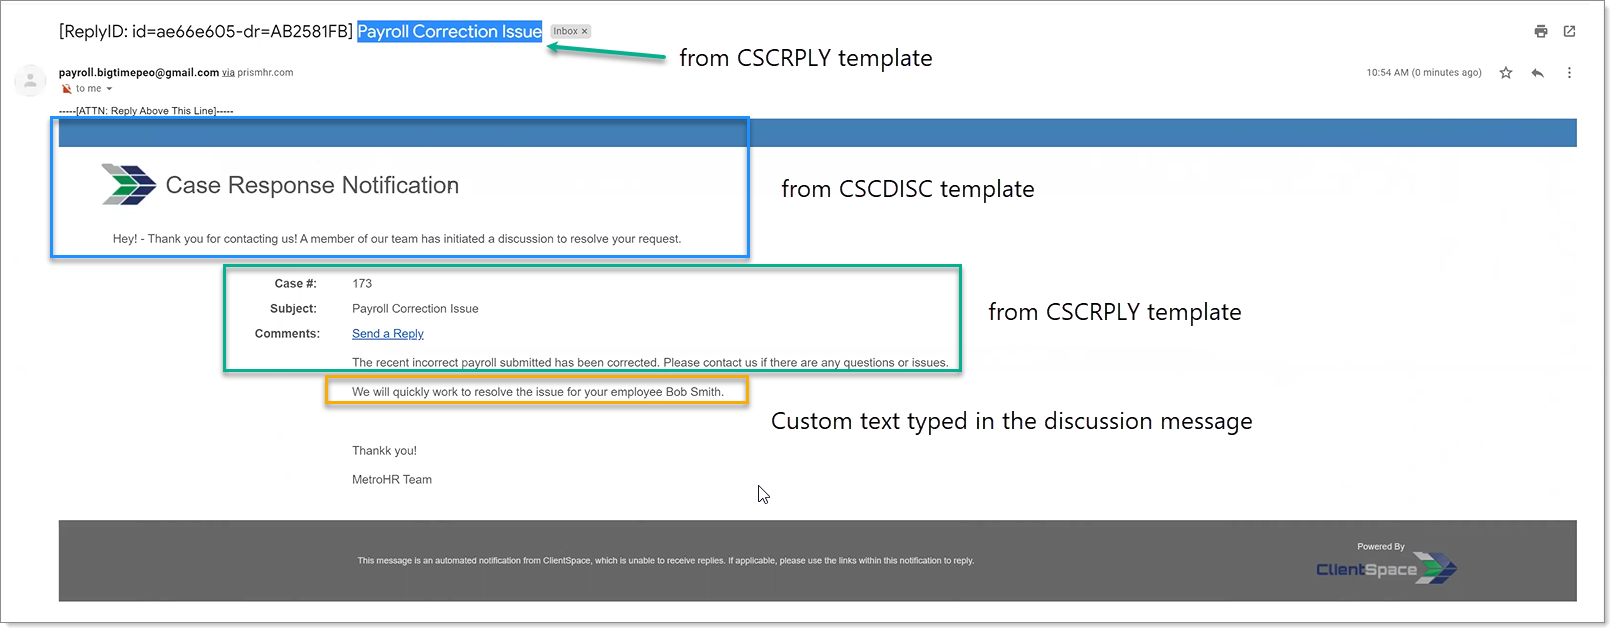 [ReplyID: id=ae66e605-dr=AB2581FB] Payroll Correction Issue Inbox ×
from CSCRPLY template
payroll.bigtimepeo@gmail.com via prismhr.com
10:54 AM (0 minutes ago)
to me
-----[ATTN: Reply Above This Line]-----
Case Response Notification
from CSCDISC template
Hey! - Thank you for contacting us! A member of our team has initiated a discussion to resolve your request.
Case #: 173
Subject: Payroll Correction Issue
from CSCRPLY template
Comments: Send a Reply
The recent incorrect payroll submitted has been corrected. Please contact us if there are any questions or issues.
We will quickly work to resolve the issue for your employee Bob Smith.
Custom text typed in the discussion message
Thankk you!
MetroHR Team
This message is an automated notification from ClientSpace, which is unable to receive replies. If applicable, please use the links within this notification to reply.
Powered By
ClientSpace